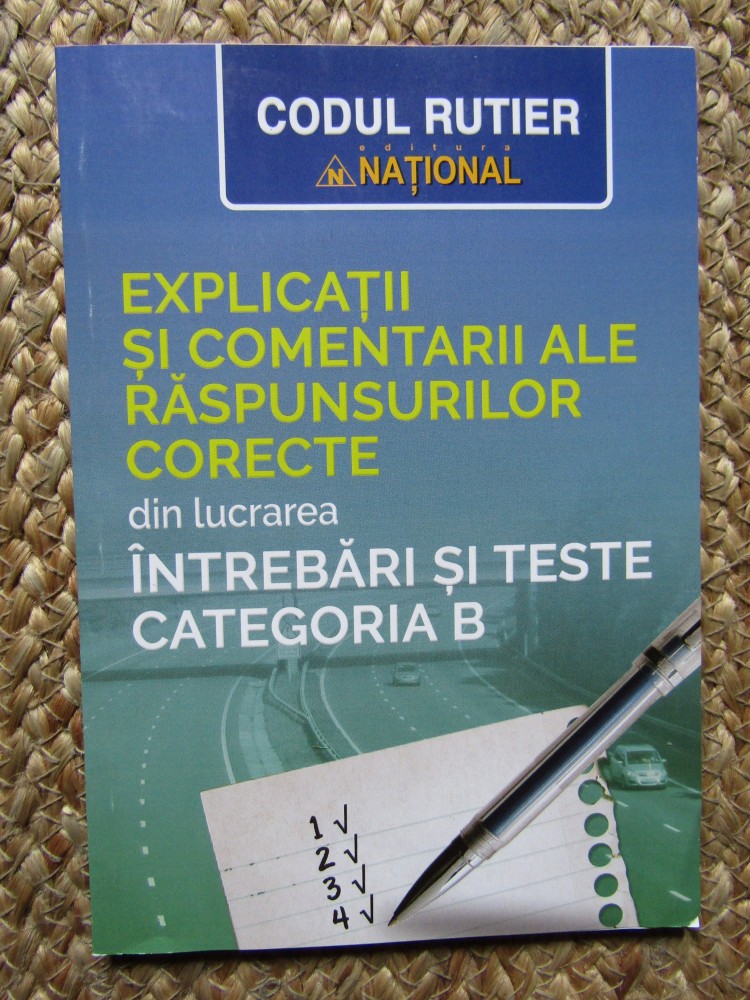 CODUL RUTIER
editura
N NAȚIONAL
EXPLICAȚII
ȘI COMENTARII ALE
RĂSPUNSURILOR
CORECTE
din lucrarea
ÎNTREBĂRI ȘI TESTE
CATEGORIA B
1 √
2 √
3 √
4 √